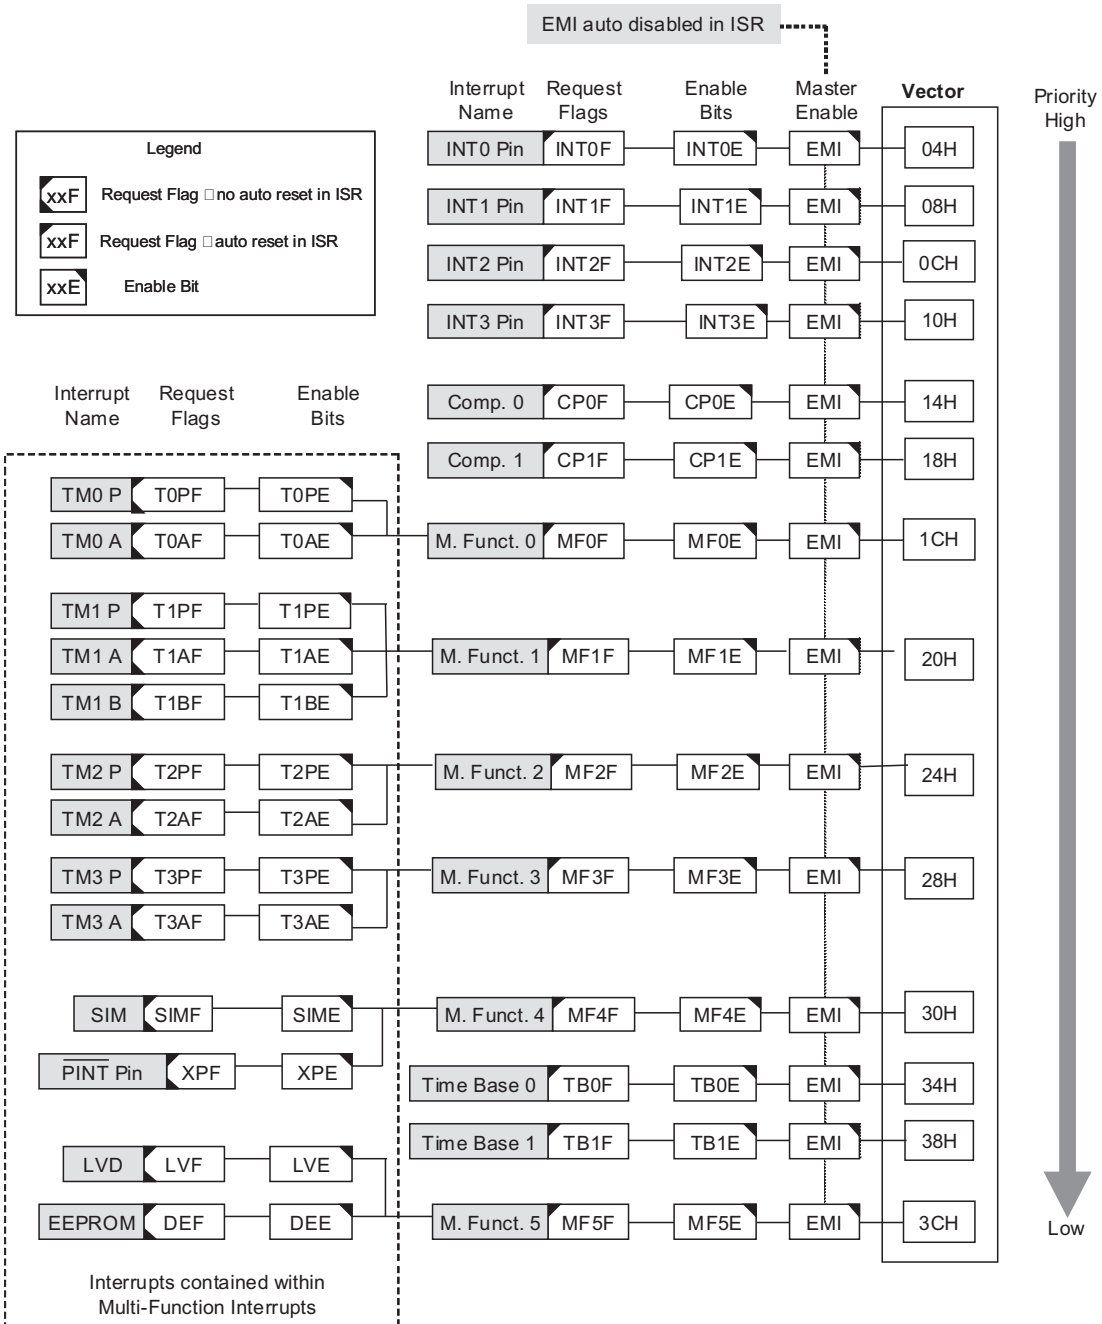 EMI auto disabled in ISR
Interrupt Name Request Flags Enable Bits Master Enable Vector
Priority High
INT0 Pin INT0F INT0E EMI 04H
INT1 Pin INT1F INT1E EMI 08H
INT2 Pin INT2F INT2E EMI 0CH
INT3 Pin INT3F INT3E EMI 10H
Comp. 0 CP0F CP0E EMI 14H
Comp. 1 CP1F CP1E EMI 18H
M. Funct. 0 MF0F MF0E EMI 1CH
M. Funct. 1 MF1F MF1E EMI 20H
M. Funct. 2 MF2F MF2E EMI 24H
M. Funct. 3 MF3F MF3E EMI 28H
M. Funct. 4 MF4F MF4E EMI 30H
Time Base 0 TB0F TB0E EMI 34H
Time Base 1 TB1F TB1E EMI 38H
M. Funct. 5 MF5F MF5E EMI 3CH
Low
Legend
xxF Request Flag □ no auto reset in ISR
xxF Request Flag □ auto reset in ISR
xxE Enable Bit
Interrupt Name Request Flags Enable Bits
TM0 P T0PF T0PE
TM0 A T0AF T0AE
TM1 P T1PF T1PE
TM1 A T1AF T1AE
TM1 B T1BF T1BE
TM2 P T2PF T2PE
TM2 A T2AF T2AE
TM3 P T3PF T3PE
TM3 A T3AF T3AE
SIM SIMF SIME
PINT Pin XPF XPE
LVD LVF LVE
EEPROM DEF DEE
Interrupts contained within
Multi-Function Interrupts